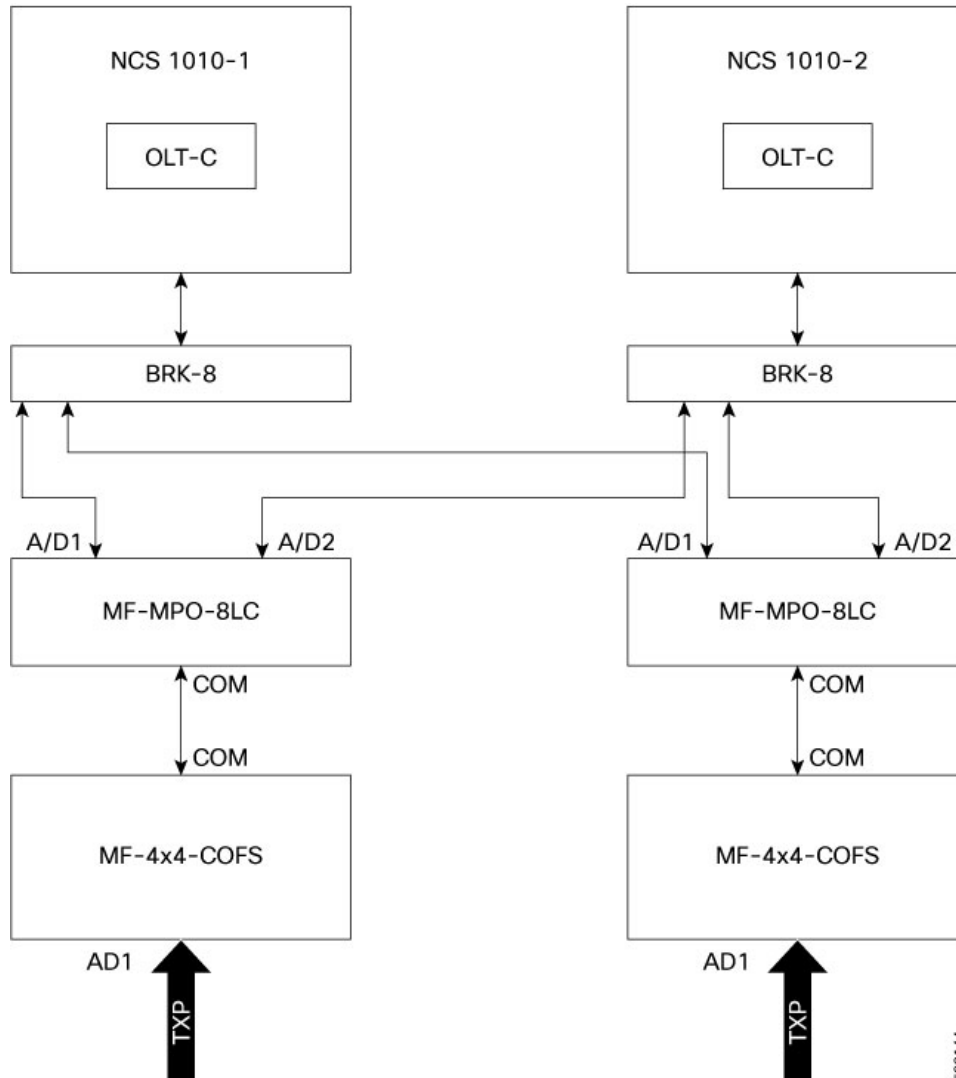 NCS 1010-1
NCS 1010-2
OLT-C
OLT-C
BRK-8
BRK-8
A/D1
A/D2
A/D1
A/D2
MF-MPO-8LC
MF-MPO-8LC
COM
COM
COM
COM
MF-4x4-COFS
MF-4x4-COFS
AD1
AD1
TXP
TXP